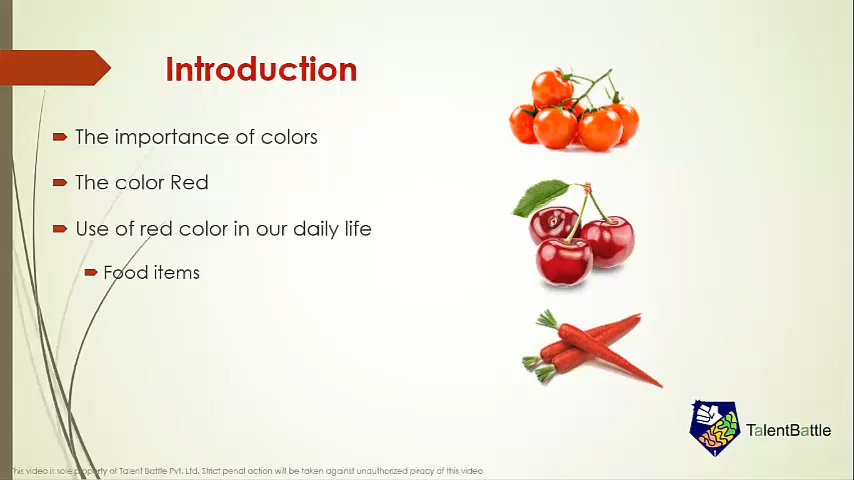 Introduction
The importance of colors
The color Red
Use of red color in our daily life
Food items
TalentBattle
This video is sole property of Talent Battle Pvt. Ltd. Strict penal action will be taken against unauthorized piracy of this video